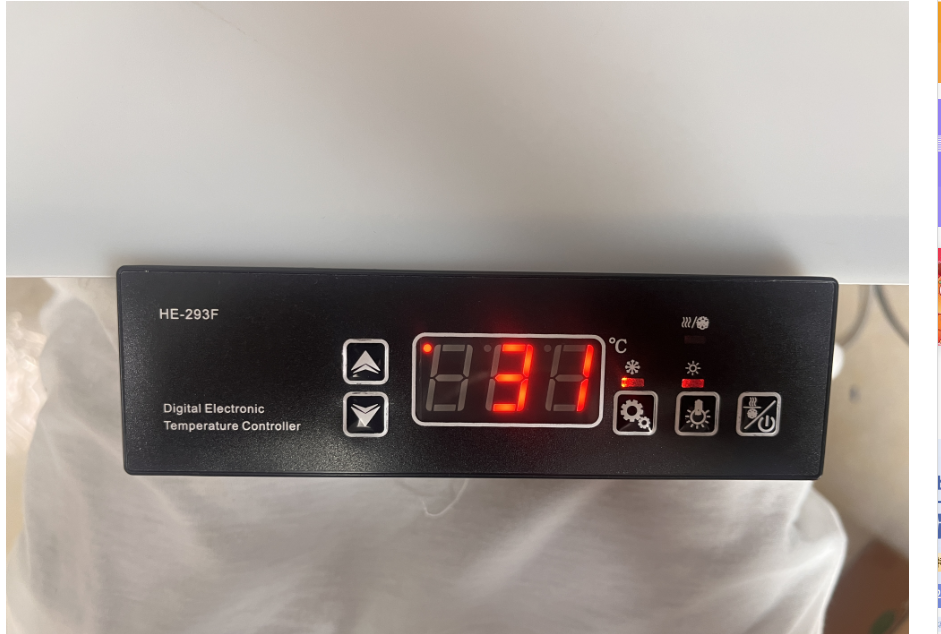 HE-293F
31
°C
Digital Electronic
Temperature Controller